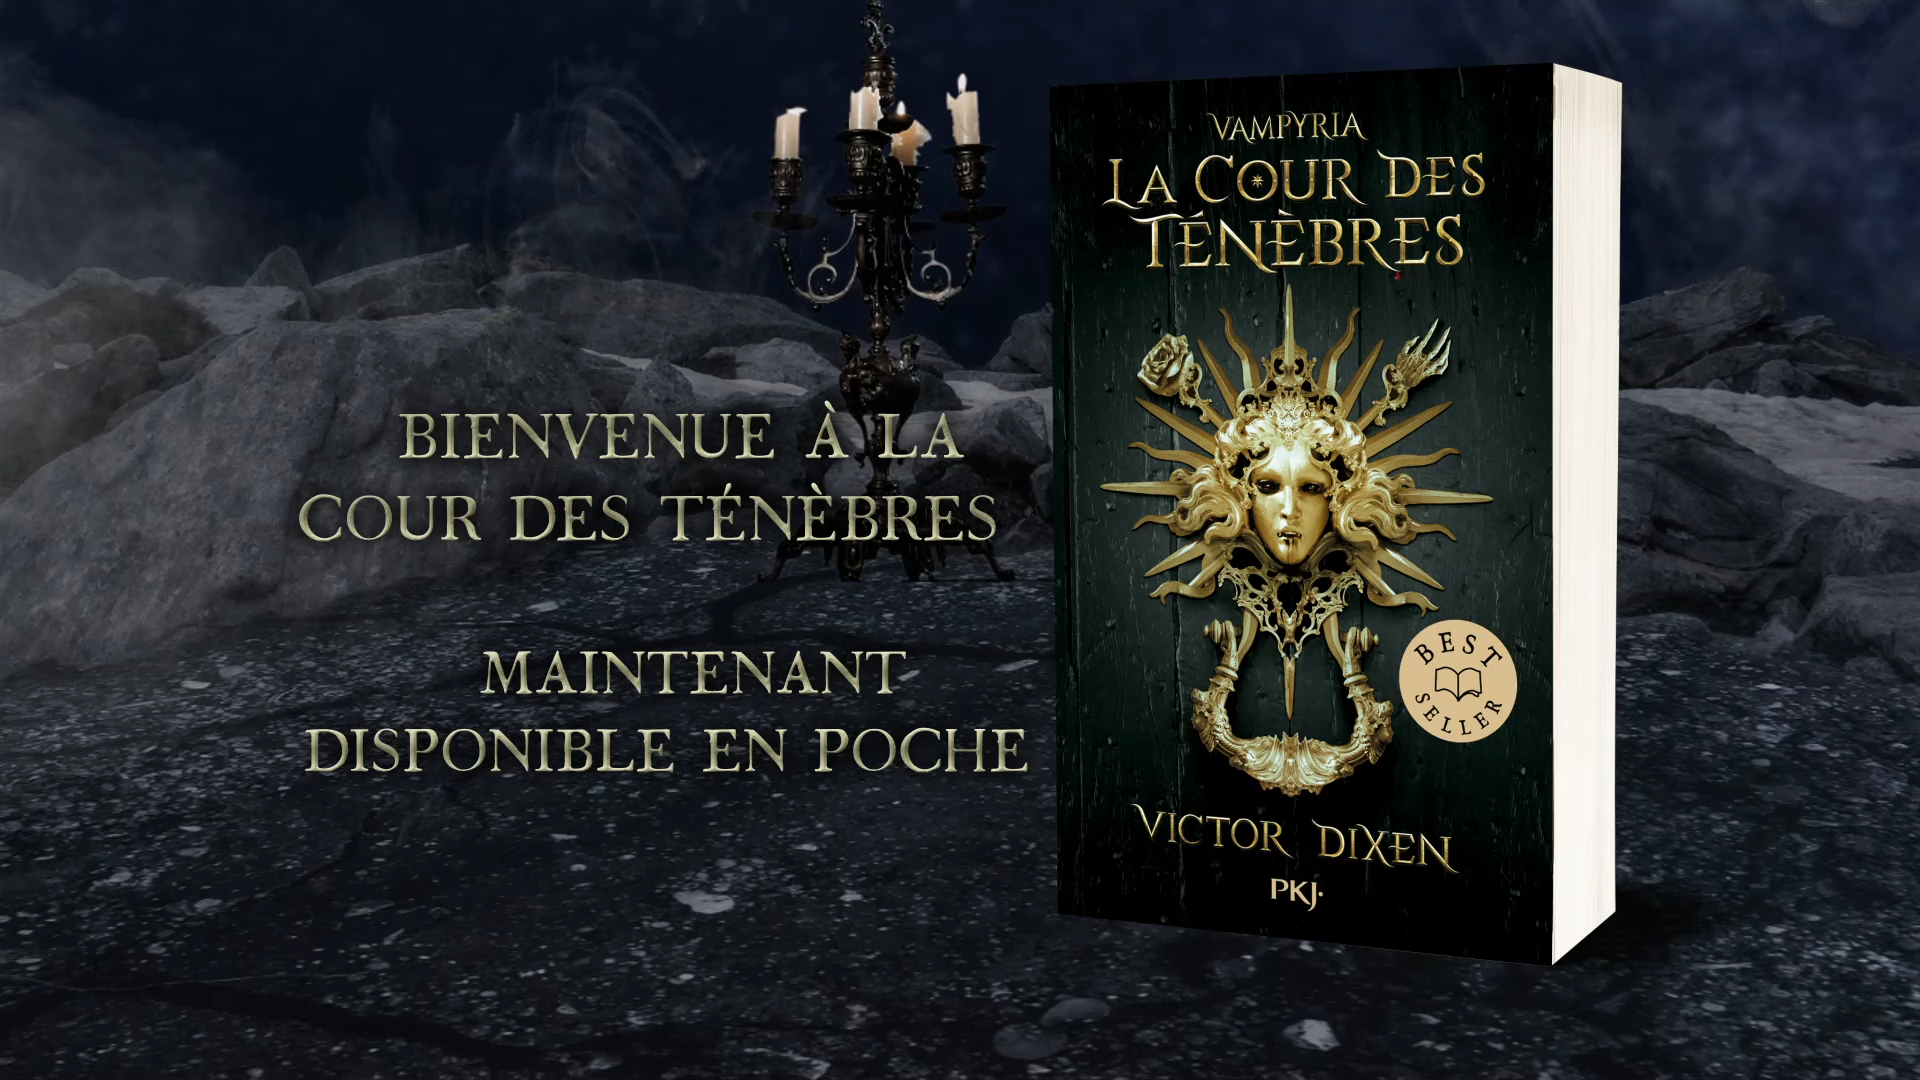 BIENVENUE À LA
COUR DES TÉNÈBRES
MAINTENANT
DISPONIBLE EN POCHE
VAMPYRIA
LA COUR DES
TÉNÈBRES
BEST
SELLER
VICTOR DIXEN
PKJ.